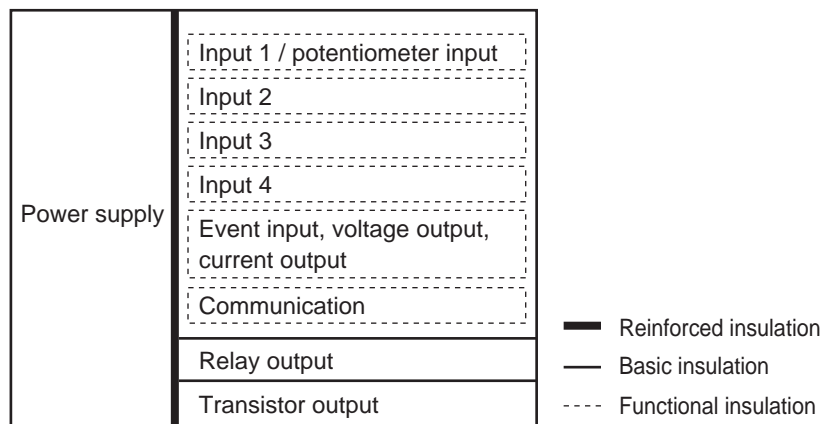 Power supply
Input 1 / potentiometer input
Input 2
Input 3
Input 4
Event input, voltage output,
current output
Communication
Relay output
Transistor output
Reinforced insulation
Basic insulation
Functional insulation